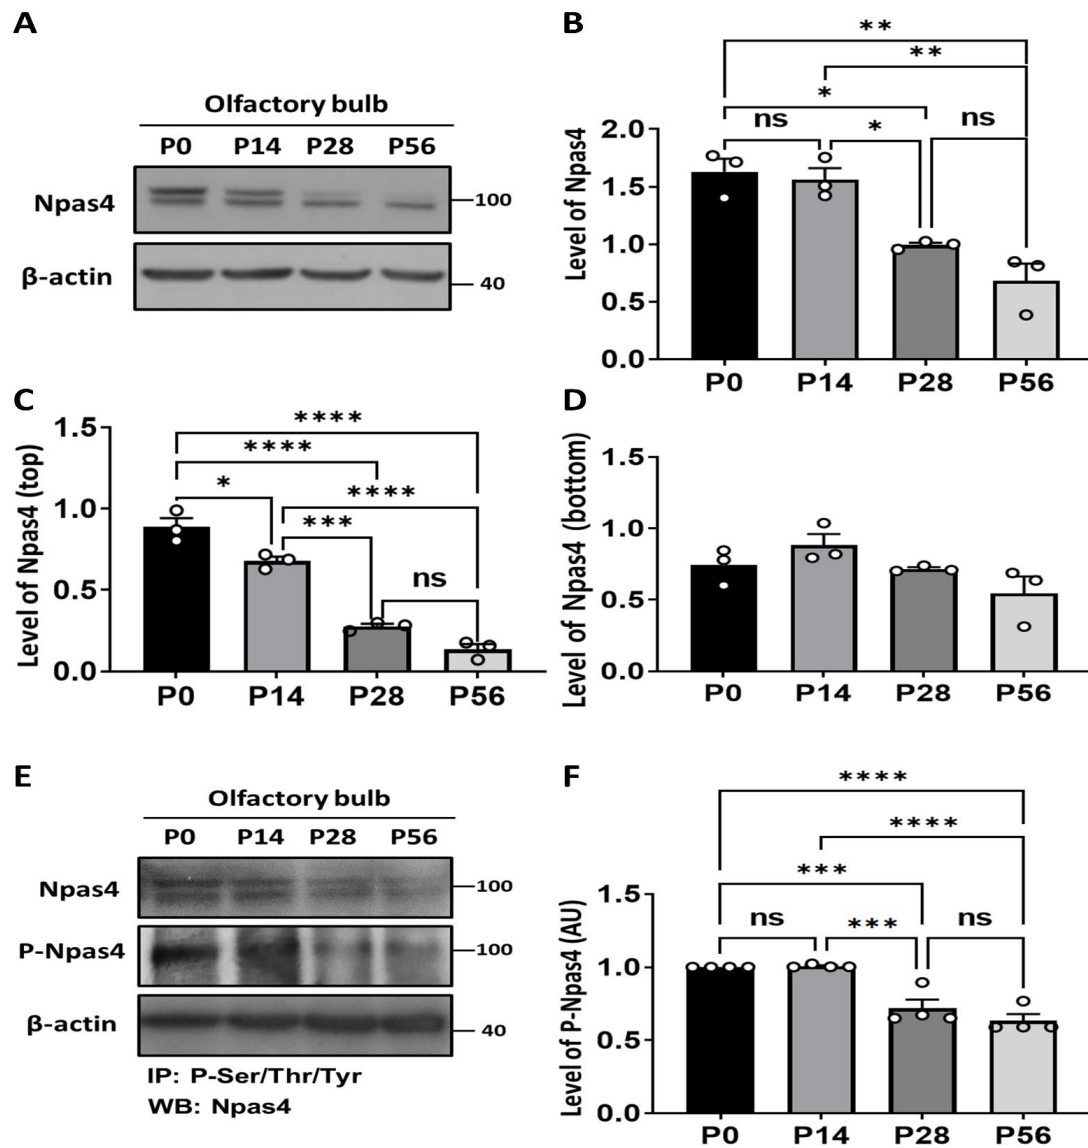 A
Olfactory bulb
P0 P14 P28 P56
Npas4
100
β-actin
40
B
**
**
*
ns * ns
Level of Npas4
2.0
1.5
1.0
0.5
0.0
P0 P14 P28 P56
C
****
****
* ****
***
ns
Level of Npas4 (top)
1.5
1.0
0.5
0.0
P0 P14 P28 P56
D
Level of Npas4 (bottom)
1.5
1.0
0.5
0.0
P0 P14 P28 P56
E
Olfactory bulb
P0 P14 P28 P56
Npas4
100
P-Npas4
100
β-actin
40
IP: P-Ser/Thr/Tyr
WB: Npas4
F
****
****
***
ns *** ns
Level of P-Npas4 (AU)
1.5
1.0
0.5
0.0
P0 P14 P28 P56